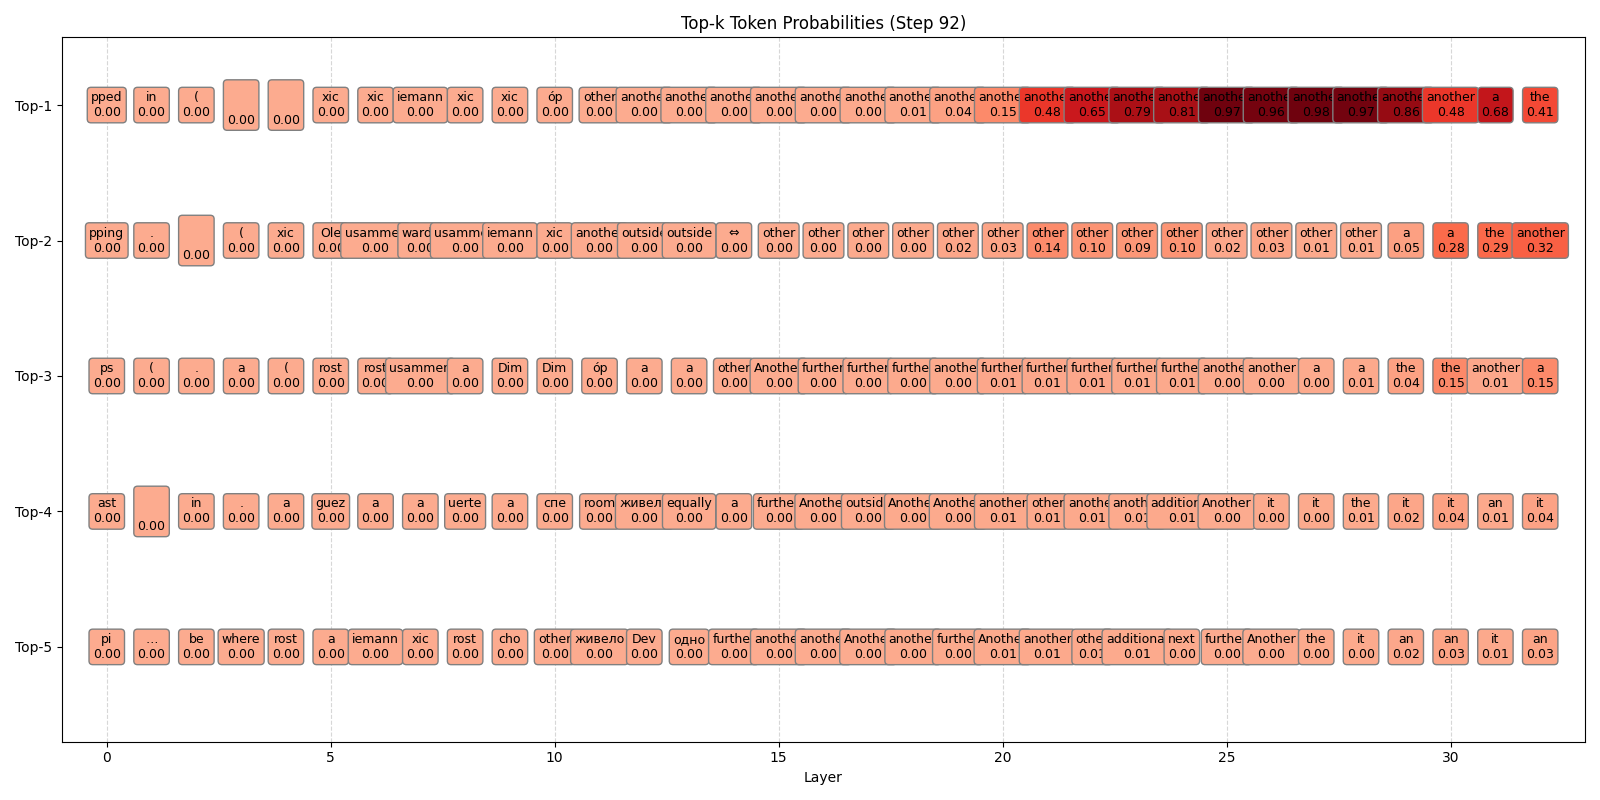 Top-k Token Probabilities (Step 92)
pped in ( xic xic iemann xic xic óp other anothe anothe anothe anothe anothe anothe anothe anothe anothe anothe anothe anothe anothe anothe anothe anothe anothe anothe another a the
Top-1 0.00 0.00 0.00 0.00 0.00 0.00 0.00 0.00 0.00 0.00 0.00 0.00 0.00 0.00 0.00 0.00 0.00 0.00 0.01 0.04 0.15 0.48 0.65 0.79 0.81 0.97 0.96 0.98 0.97 0.86 0.48 0.68 0.41
pping . ( xic Ole usamme ward usamm iemann xic anothe outside outside ⇔ other other other other other other other other other other other other other other a a the another
Top-2 0.00 0.00 0.00 0.00 0.00 0.00 0.00 0.00 0.00 0.00 0.00 0.00 0.00 0.00 0.00 0.00 0.00 0.00 0.00 0.02 0.03 0.14 0.10 0.09 0.10 0.02 0.03 0.01 0.01 0.05 0.28 0.29 0.32
ps ( . a ( rost rost usammen a Dim Dim óp a a other Anothe further further furthe anothe further further further further furthe anothe another a a the the another a
Top-3 0.00 0.00 0.00 0.00 0.00 0.00 0.00 0.00 0.00 0.00 0.00 0.00 0.00 0.00 0.00 0.00 0.00 0.00 0.00 0.00 0.01 0.01 0.01 0.01 0.01 0.00 0.00 0.00 0.01 0.04 0.15 0.01 0.15
ast in . a guez a a uerte a спе room живел equally a furthe Anothe outsid Anothe Anothe another other anothe anoth addition Another it it the it it an it
Top-4 0.00 0.00 0.00 0.00 0.00 0.00 0.00 0.00 0.00 0.00 0.00 0.00 0.00 0.00 0.00 0.00 0.00 0.00 0.00 0.00 0.01 0.01 0.01 0.01 0.01 0.00 0.00 0.00 0.01 0.02 0.04 0.01 0.04
pi … be where rost a iemann xic rost cho other живело Dev одно furthe anothe anothe Anothe anothe furthe Anothe another othe additiona next furthe Another the it an an it an
Top-5 0.00 0.00 0.00 0.00 0.00 0.00 0.00 0.00 0.00 0.00 0.00 0.00 0.00 0.00 0.00 0.00 0.00 0.00 0.00 0.00 0.01 0.01 0.01 0.01 0.00 0.00 0.00 0.00 0.00 0.02 0.03 0.01 0.03
0 5 10 15 20 25 30
Layer